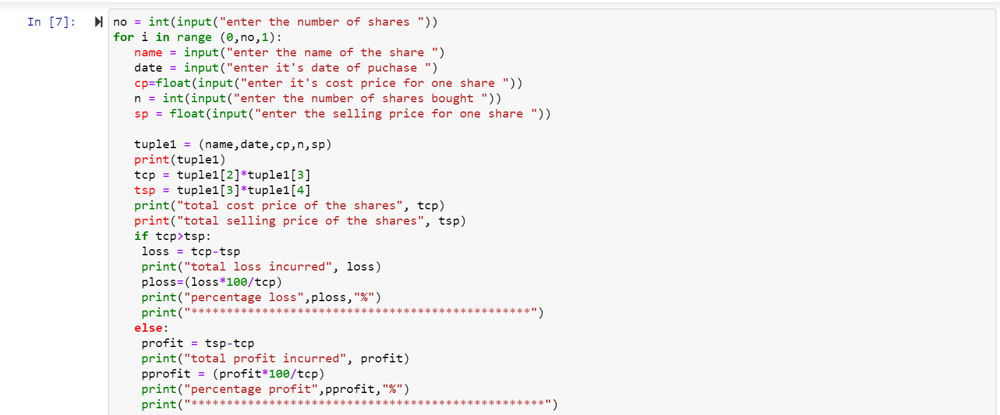 In [7]:
no = int(input("enter the number of shares "))
for i in range (0,no,1):
   name = input("enter the name of the share ")
   date = input("enter it's date of puchase ")
   cp=float(input("enter it's cost price for one share "))
   n = int(input("enter the number of shares bought "))
   sp = float(input("enter the selling price for one share "))

   tuple1 = (name,date,cp,n,sp)
   print(tuple1)
   tcp = tuple1[2]*tuple1[3]
   tsp = tuple1[3]*tuple1[4]
   print("total cost price of the shares", tcp)
   print("total selling price of the shares", tsp)
   if tcp>tsp:
    loss = tcp-tsp
    print("total loss incurred", loss)
    ploss=(loss*100/tcp)
    print("percentage loss",ploss,"%")
    print("************************************************")
   else:
    profit = tsp-tcp
    print("total profit incurred", profit)
    pprofit = (profit*100/tcp)
    print("percentage profit",pprofit,"%")
    print("**************************************************")